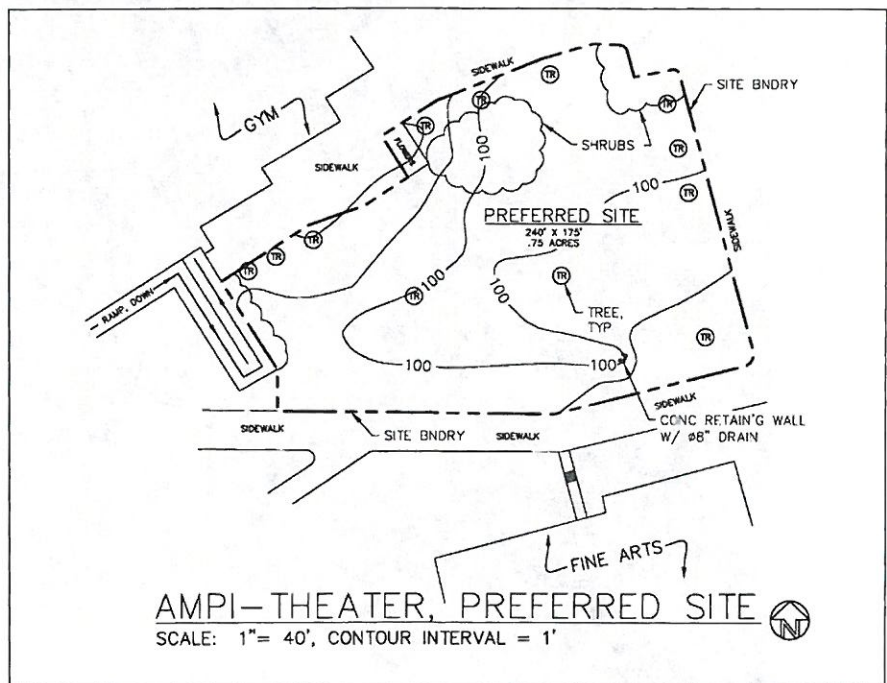 SIDEWALK
TR
TR
SITE BNDRY
GYM
TR
TR
100
SHRUBS
SIDEWALK
TR
100
TR
PREFERRED SITE
240' X 175'
.75 ACRES
SIDEWALK
TR
TR
TR
100
100
TR
TR
RAMP, DOWN
TREE,
TYP
TR
100
100
SIDEWALK
CONC RETAIN'G WALL
W/ ø8" DRAIN
SIDEWALK
SITE BNDRY
SIDEWALK
FINE ARTS
AMPI-THEATER, PREFERRED SITE
SCALE: 1"= 40', CONTOUR INTERVAL = 1'
N